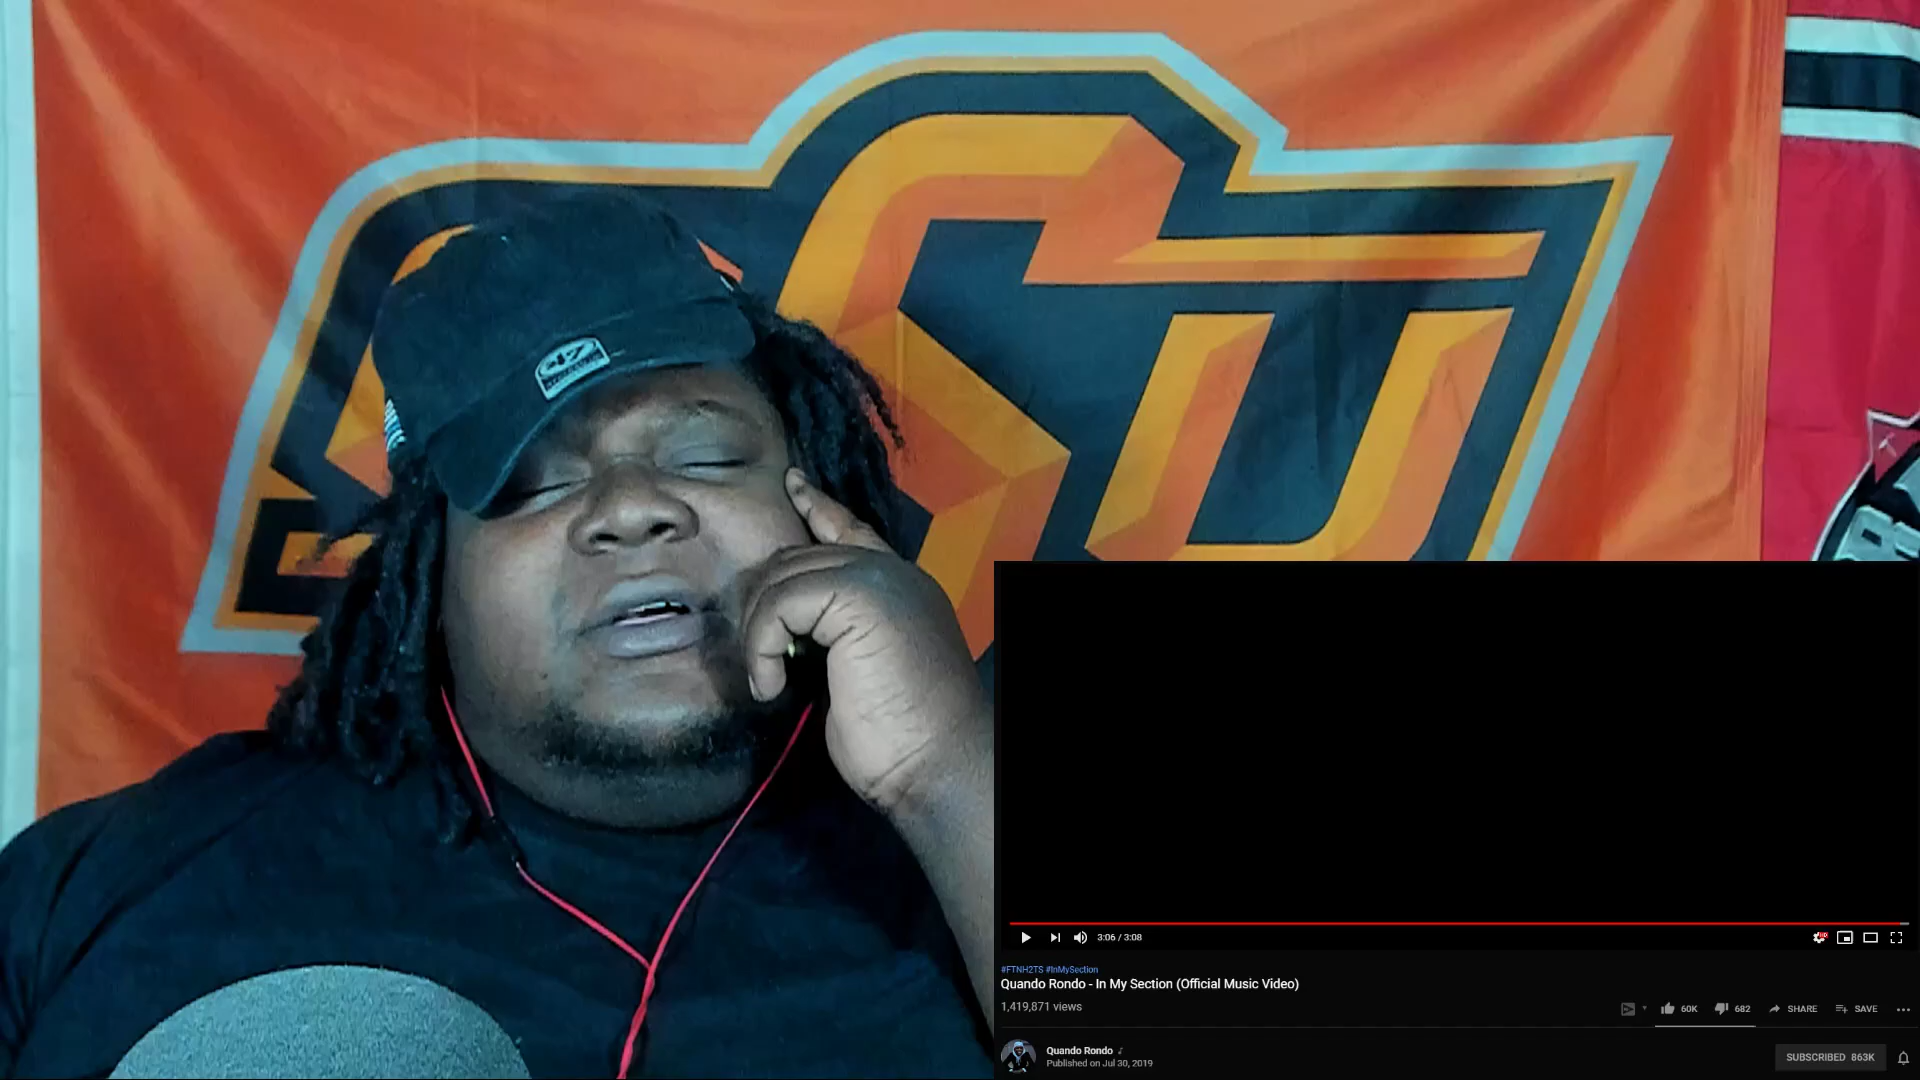 OSU
47
3:06 / 3:08
#FTNH2TS #InMySection
Quando Rondo - In My Section (Official Music Video)
1,419,871 views
60K
682
SHARE
SAVE
Quando Rondo
Published on Jul 30, 2019
SUBSCRIBED 863K